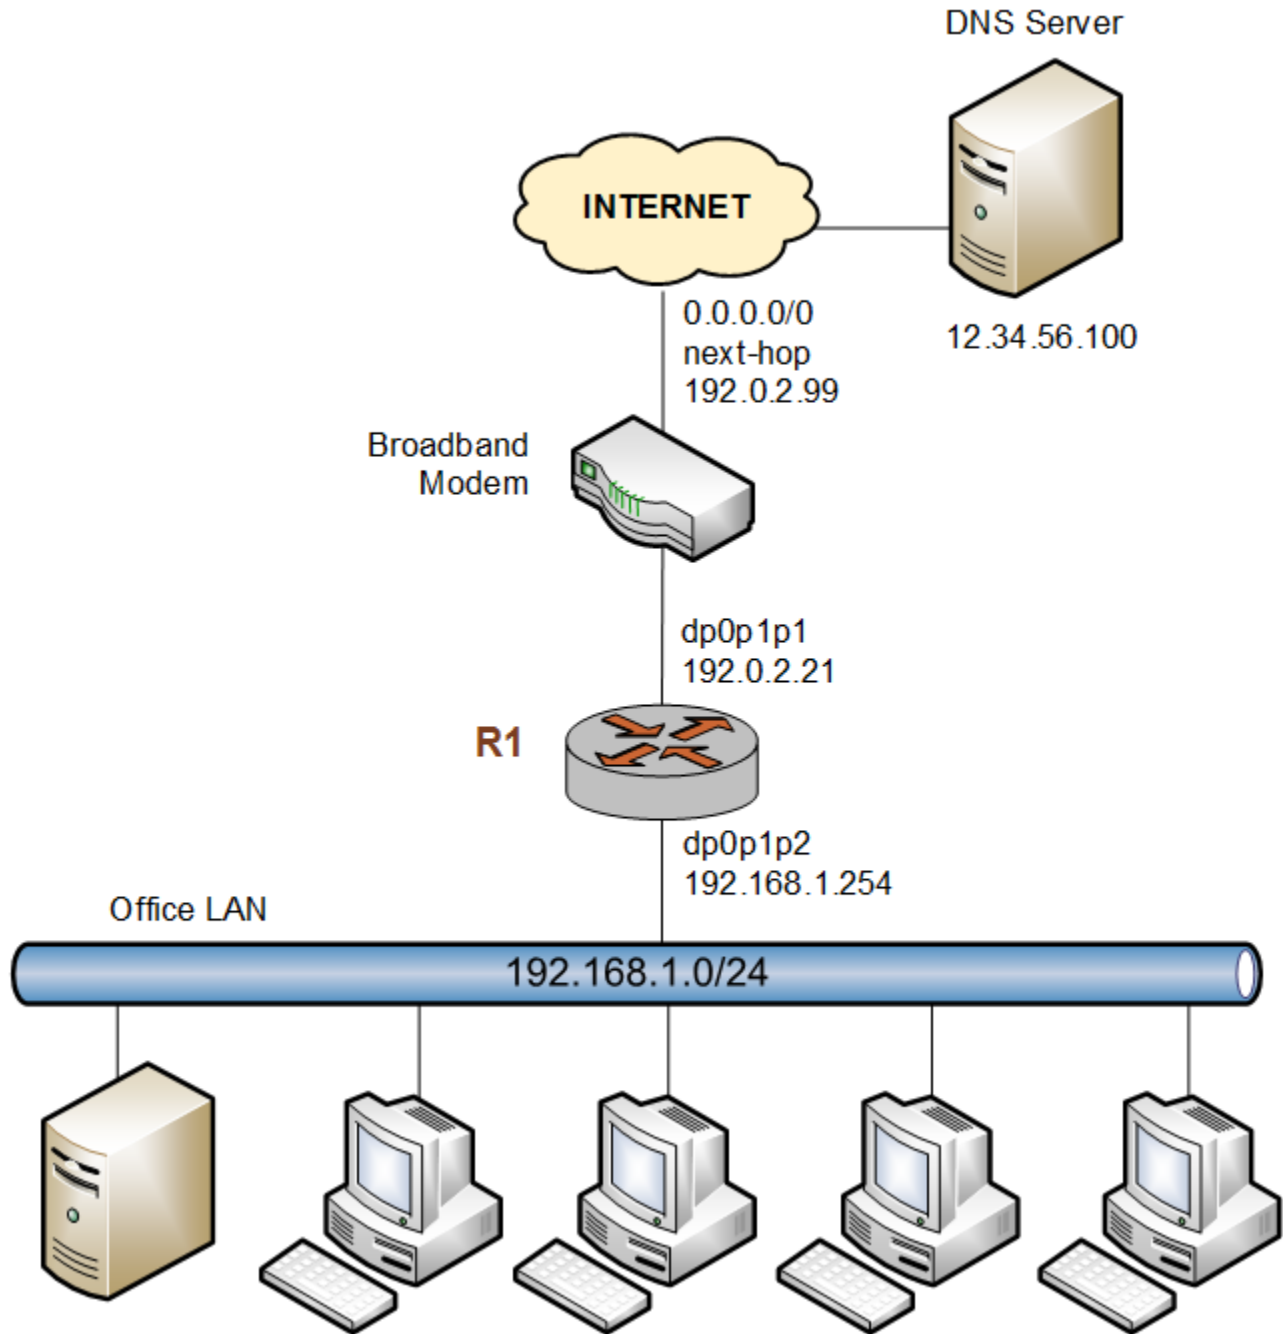 DNS Server
INTERNET
0.0.0.0/0
next-hop
192.0.2.99
12.34.56.100
Broadband
Modem
dp0p1p1
192.0.2.21
R1
dp0p1p2
192.168.1.254
Office LAN
192.168.1.0/24